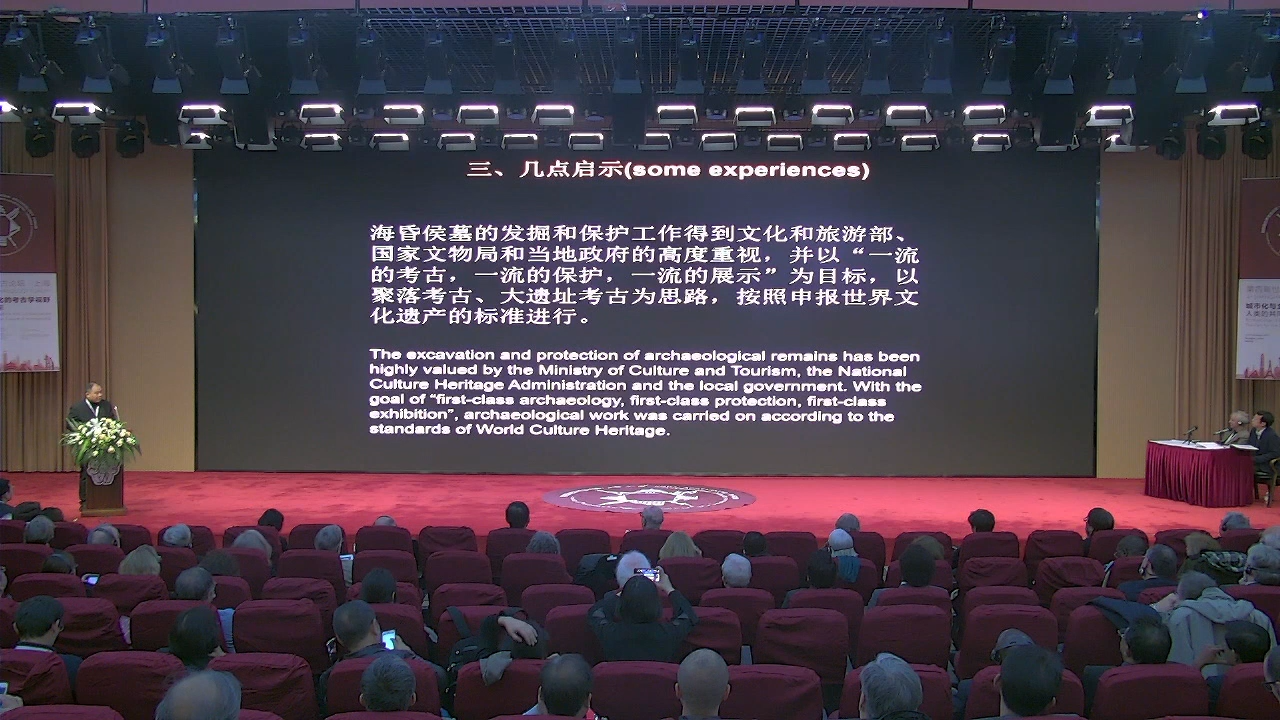 三、几点启示(some experiences)
海昏侯墓的发掘和保护工作得到文化和旅游部、
国家文物局和当地政府的高度重视，并以“一流
的考古，一流的保护，一流的展示”为目标，以
聚落考古、大遗址考古为思路，按照申报世界文
化遗产的标准进行。
The excavation and protection of archaeological remains has been
highly valued by the Ministry of Culture and Tourism, the National
Culture Heritage Administration and the local government. With the
goal of “first-class archaeology, first-class protection, first-class
exhibition”, archaeological work was carried on according to the
standards of World Culture Heritage.